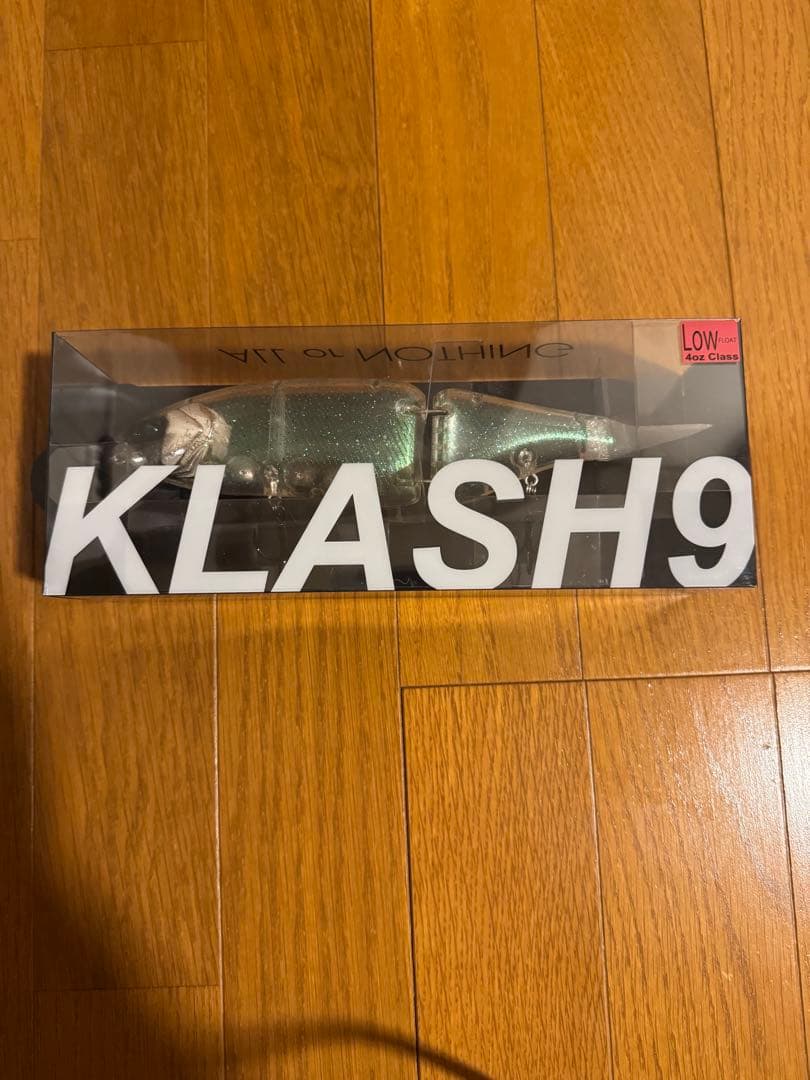 ALL or NOTHING
LOW FLOAT
4oz Class
KLASH9